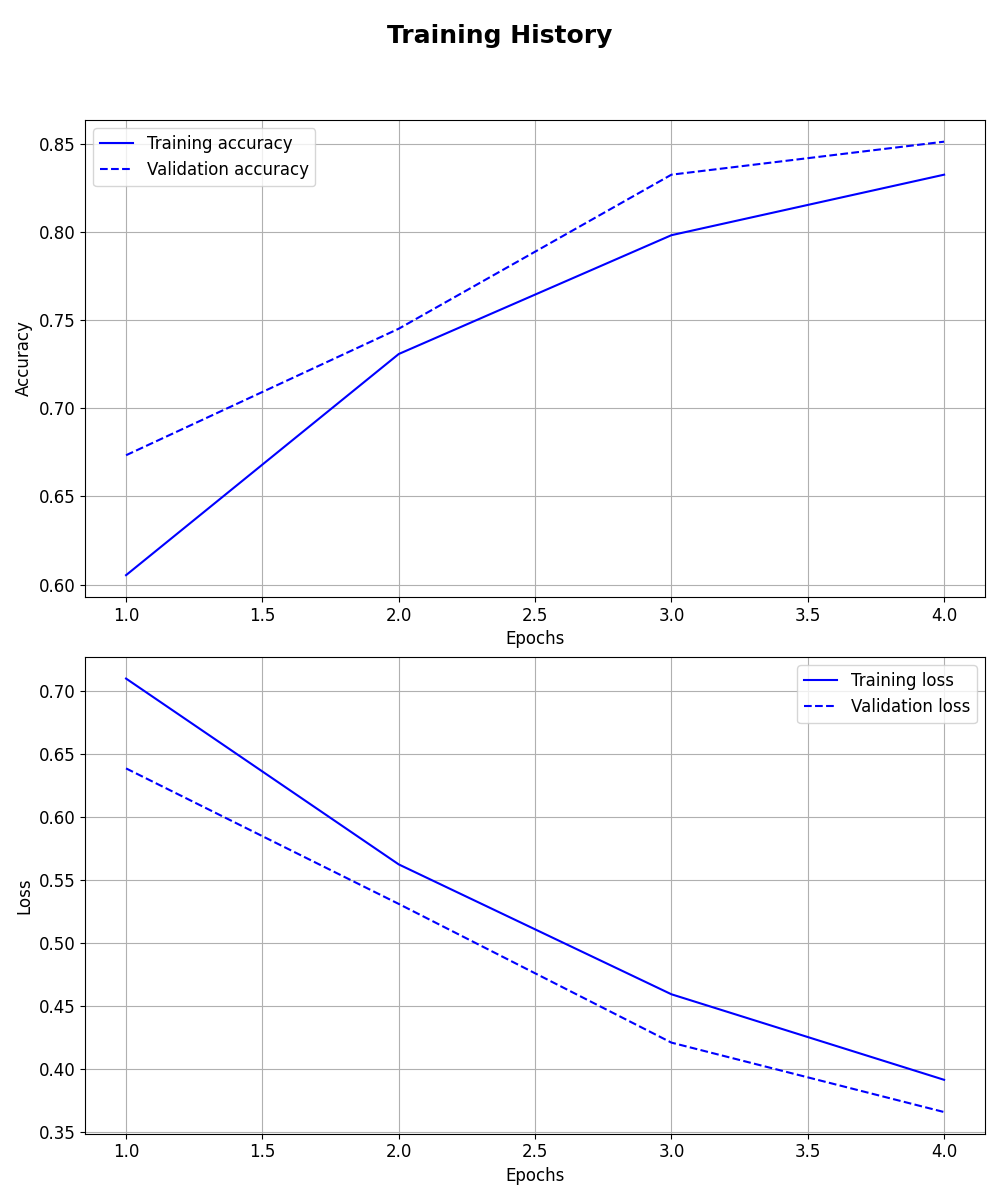 Training History
Training accuracy
Validation accuracy
0.85
0.80
0.75
0.70
0.65
0.60
Accuracy
1.0 1.5 2.0 2.5 3.0 3.5 4.0
Epochs
Training loss
Validation loss
0.70
0.65
0.60
0.55
0.50
0.45
0.40
0.35
Loss
1.0 1.5 2.0 2.5 3.0 3.5 4.0
Epochs